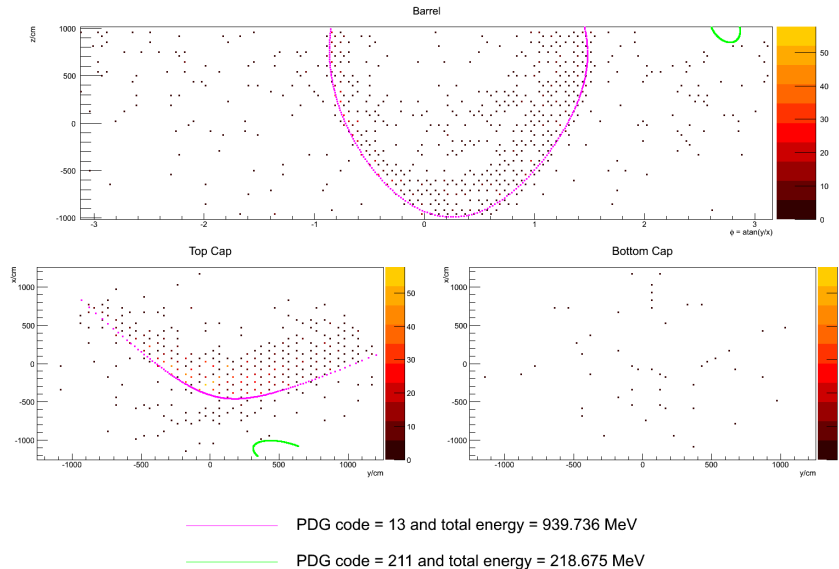 Barrel
z/cm
1000
500
0
-500
-1000
-3 -2 -1 0 1 2 3
ϕ = atan(y/x)
50
40
30
20
10
0
Top Cap
x/cm
1000
500
0
-500
-1000
-1000 -500 0 500 1000
y/cm
50
40
30
20
10
0
Bottom Cap
x/cm
1000
500
0
-500
-1000
-1000 -500 0 500 1000
y/cm
50
40
30
20
10
0
PDG code = 13 and total energy = 939.736 MeV
PDG code = 211 and total energy = 218.675 MeV